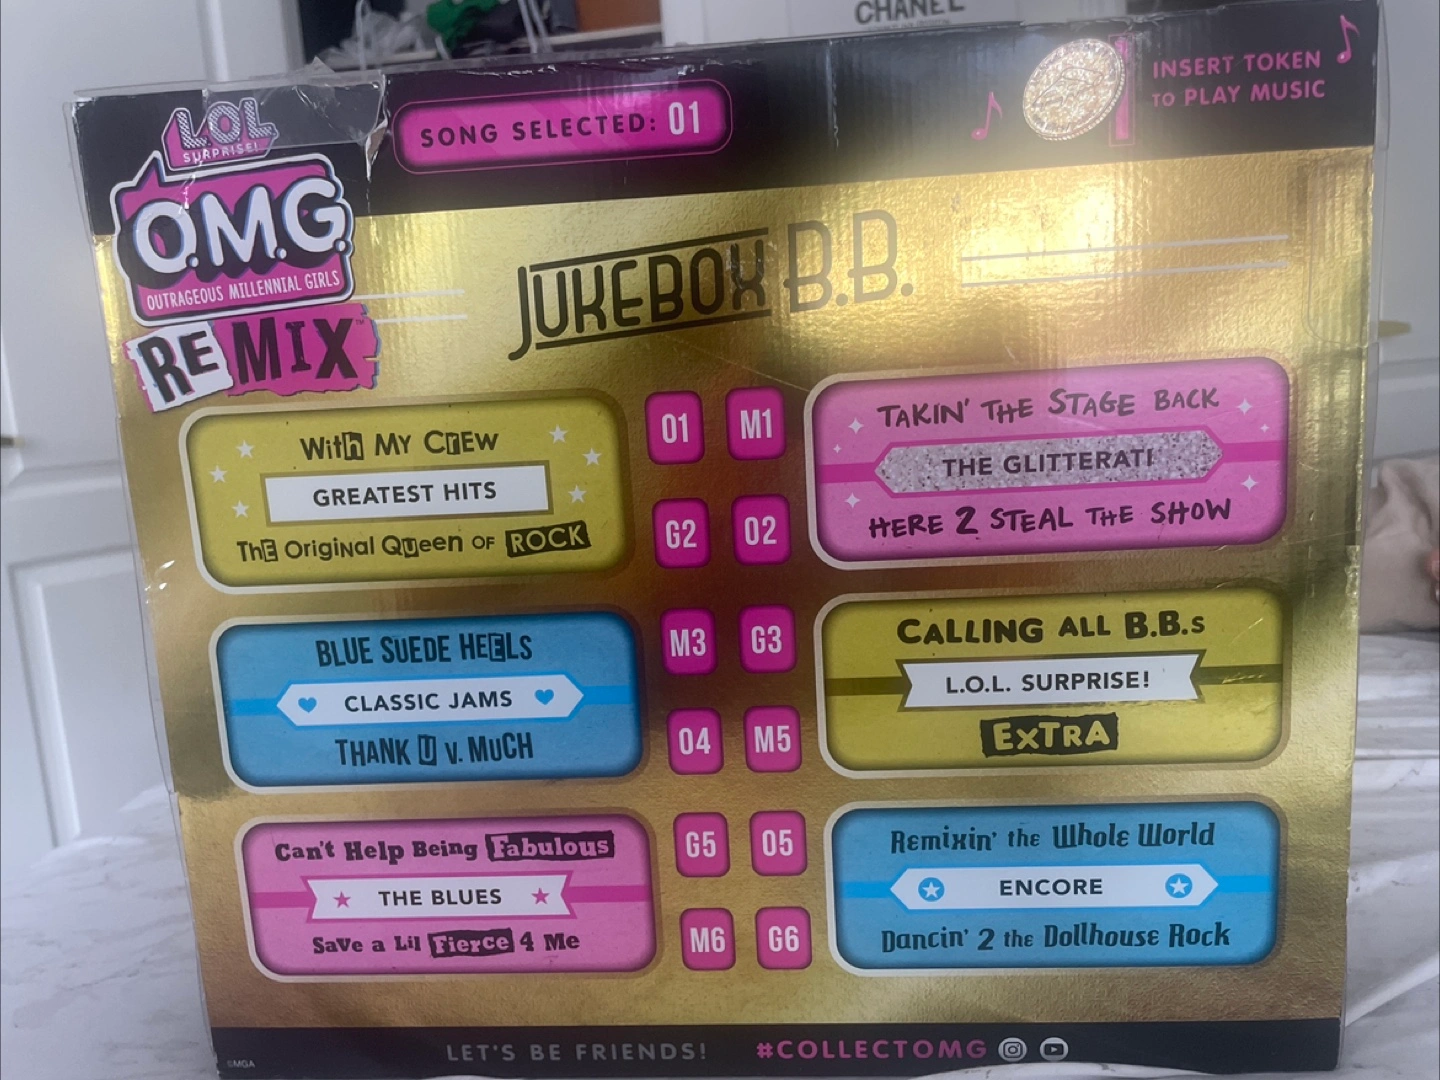 CHANEL
L.O.L.
SURPRISE!
O.M.G.
OUTRAGEOUS MILLENNIAL GIRLS
REMIX™
SONG SELECTED: 01
INSERT TOKEN
TO PLAY MUSIC
JUKEBOX B.B.
With MY CrEW
GREATEST HITS
ThE Original Queen OF ROCK
BLUE SUEDE HEELS
CLASSIC JAMS
THANK U V. MUCH
Can't Help Being Fabulous
THE BLUES
Save a Lil Fierce 4 Me
01 M1
G2 02
M3 G3
04 M5
G5 05
M6 G6
TAKIN' THE STAGE BACK
THE GLITTERATI
HERE 2 STEAL THE SHOW
CALLING ALL B.B.s
L.O.L. SURPRISE!
ExTRA
Remixin' the Whole World
ENCORE
Dancin' 2 the Dollhouse Rock
©MGA
LET'S BE FRIENDS! #COLLECTOMG